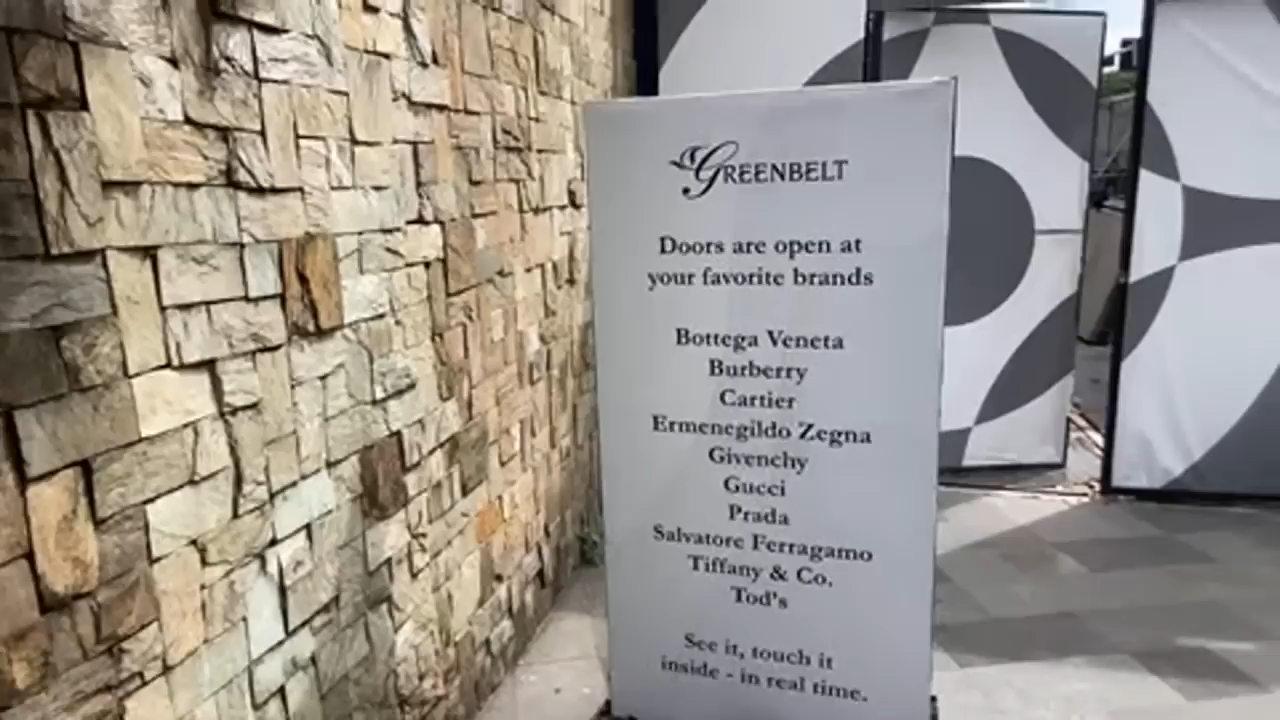 GREENBELT
Doors are open at
your favorite brands
Bottega Veneta
Burberry
Cartier
Ermenegildo Zegna
Givenchy
Gucci
Prada
Salvatore Ferragamo
Tiffany & Co.
Tod's
See it, touch it
inside - in real time.